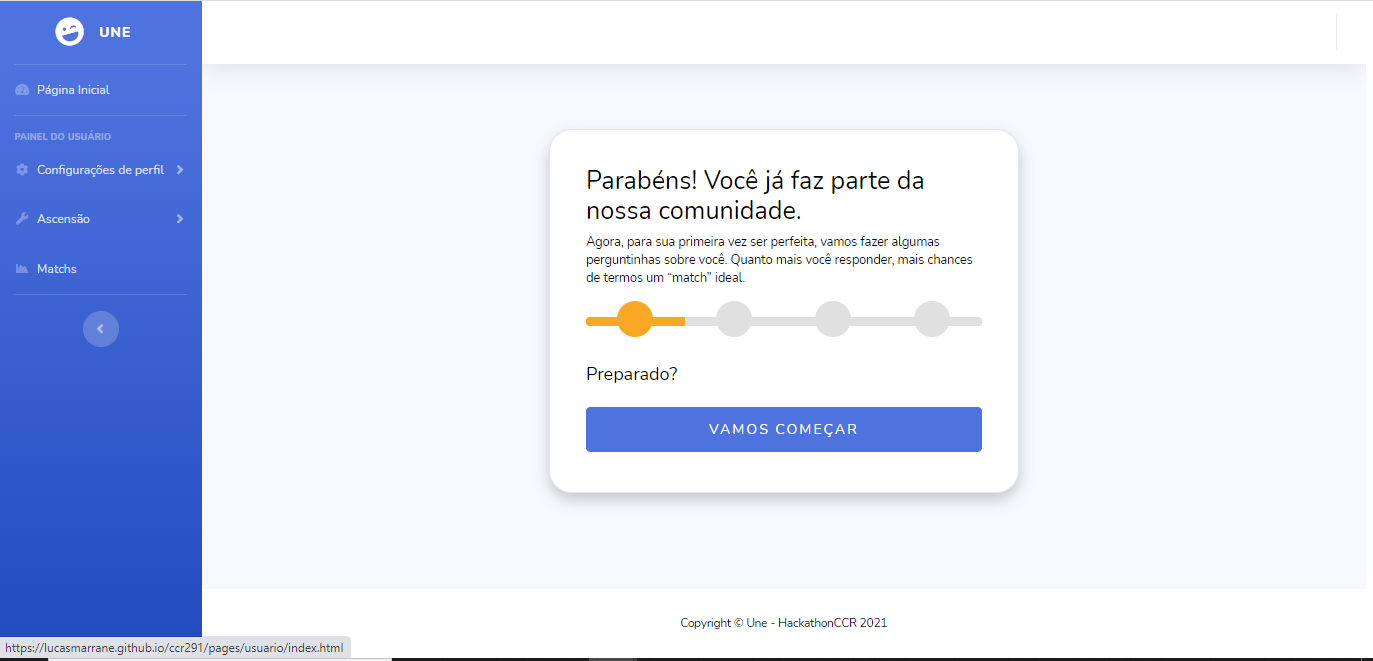 UNE
Página Inicial
PAINEL DO USUÁRIO
Configurações de perfil
Ascensão
Matchs
Parabéns! Você já faz parte da
nossa comunidade.
Agora, para sua primeira vez ser perfeita, vamos fazer algumas
perguntinhas sobre você. Quanto mais você responder, mais chances
de termos um “match” ideal.
Preparado?
VAMOS COMEÇAR
Copyright © Une - HackathonCCR 2021
https://lucasmarrane.github.io/ccr291/pages/usuario/index.html